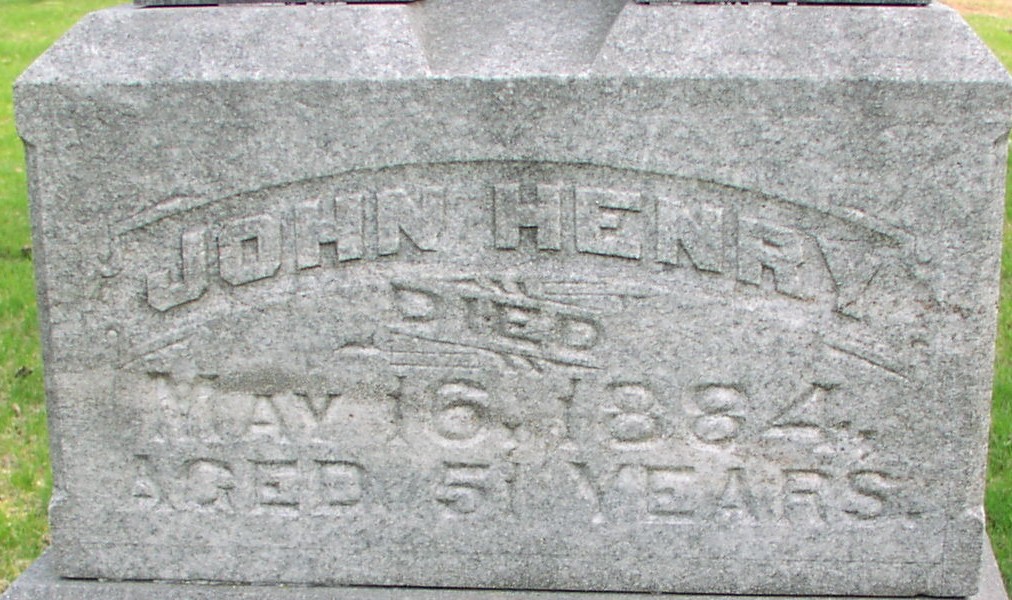 JOHN HENRY
DIED
MAY 16, 1884,
AGED 51 YEARS.